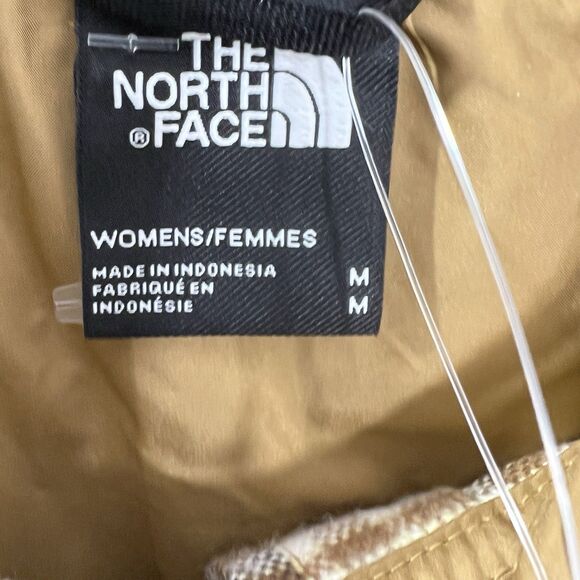 THE
NORTH
® FACE
WOMENS/FEMMES
MADE IN INDONESIA
FABRIQUÉ EN M
INDONÉSIE M